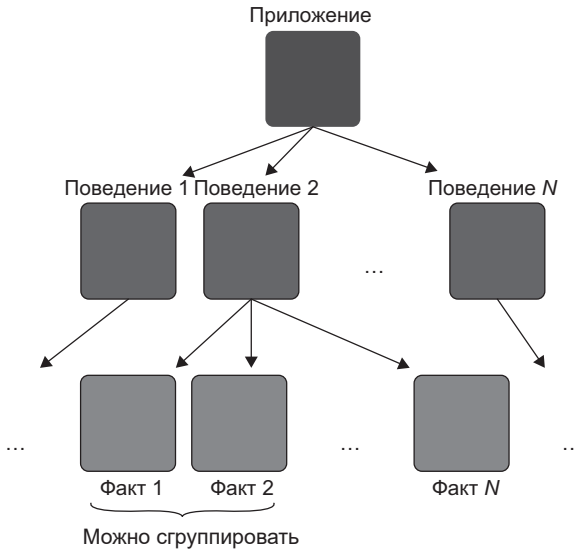 Приложение
Поведение 1 Поведение 2 Поведение N
...
... ... ..
Факт 1 Факт 2 Факт N
Можно сгруппировать